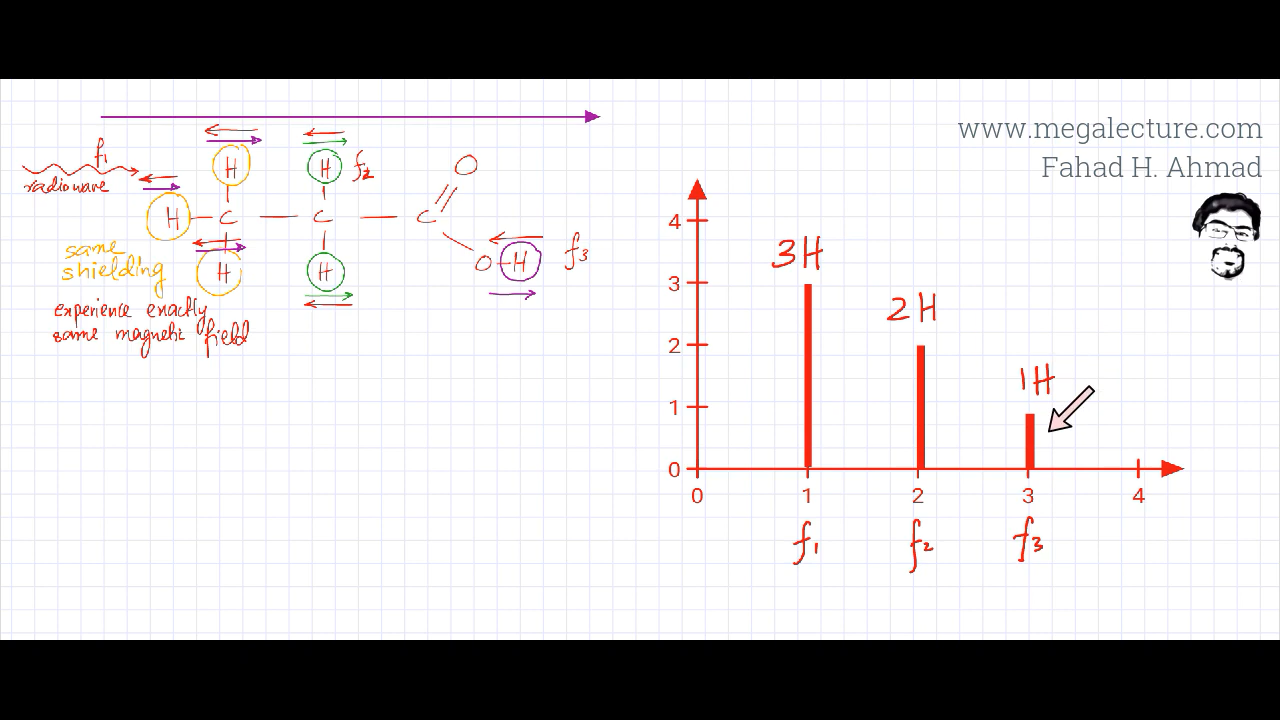 www.megalecture.com
Fahad H. Ahmad
f₁
radiowave
H H f₂ O
H C C C
O H f₃
H H
same
shielding
experience exactly
same magnetic field
4
3
2
1
0
3H
2H
1H
0 1 2 3 4
f₁ f₂ f₃